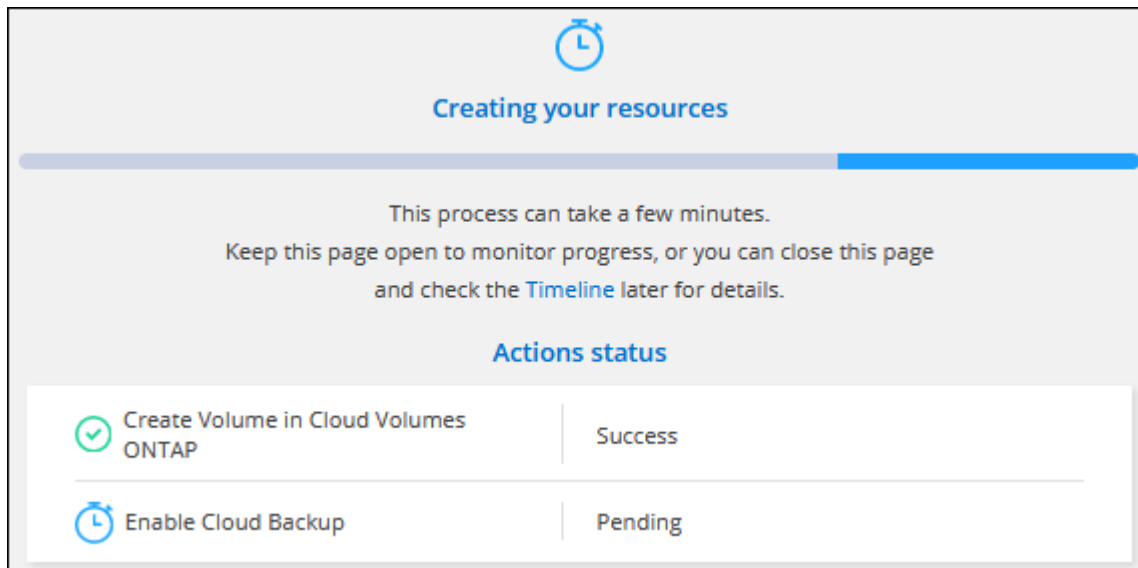 Creating your resources
This process can take a few minutes.
Keep this page open to monitor progress, or you can close this page
and check the Timeline later for details.
Actions status
Create Volume in Cloud Volumes
ONTAP
Success
Enable Cloud Backup
Pending